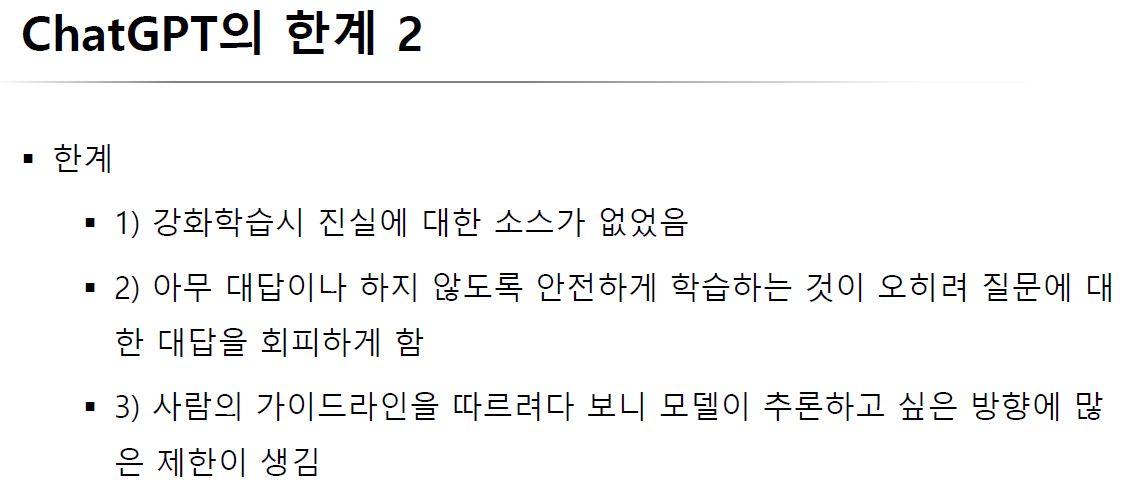 ChatGPT의 한계 2
▪ 한계
▪ 1) 강화학습시 진실에 대한 소스가 없었음
▪ 2) 아무 대답이나 하지 않도록 안전하게 학습하는 것이 오히려 질문에 대
한 대답을 회피하게 함
▪ 3) 사람의 가이드라인을 따르려다 보니 모델이 추론하고 싶은 방향에 많
은 제한이 생김